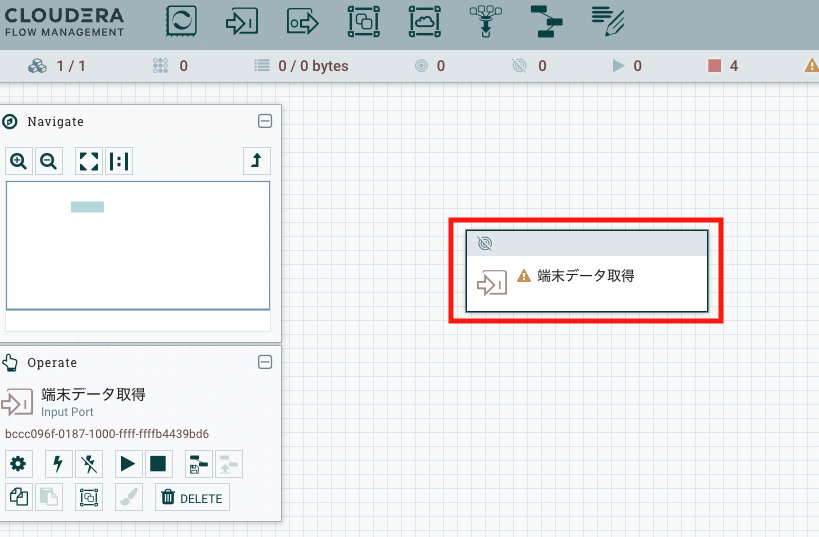 CLOUDERA
FLOW MANAGEMENT
1 / 1
0
0 / 0 bytes
0
0
0
4
Navigate
端末データ取得
Operate
端末データ取得
Input Port
bccc096f-0187-1000-ffff-ffffb4439bd6
DELETE